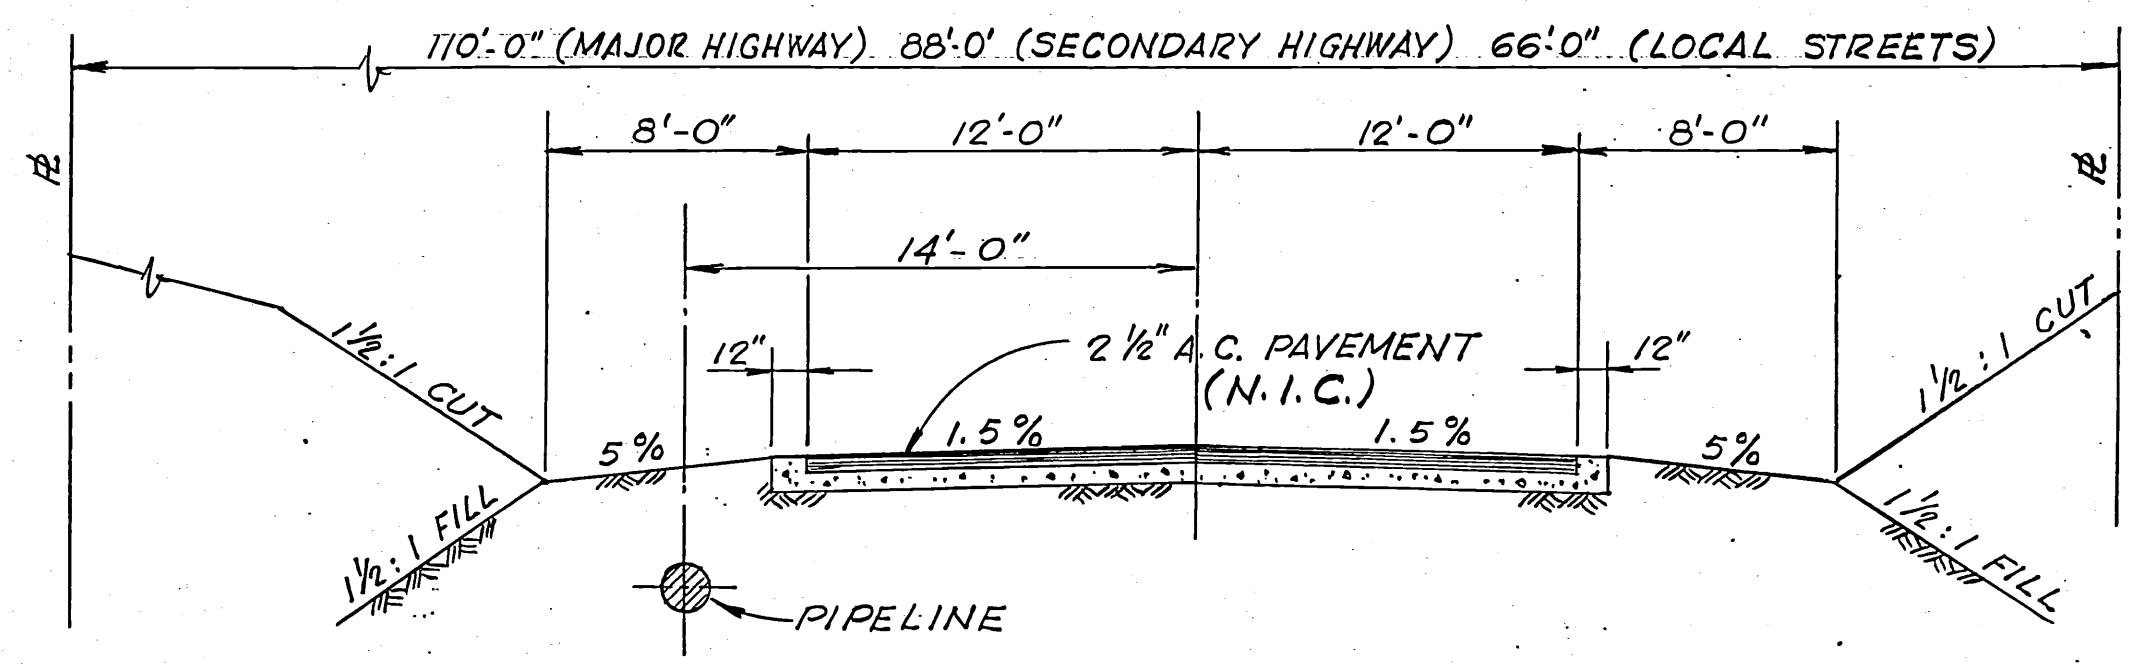 110'-0" (MAJOR HIGHWAY) 88'-0' (SECONDARY HIGHWAY) 66'-0" (LOCAL STREETS)
8'-0" 12'-0" 12'-0" 8'-0"
PL PL
14'-0"
1 1/2:1 CUT
12" 2 1/2" A.C. PAVEMENT 12"
(N.I.C.)
1 1/2:1 CUT
5% 1.5% 1.5% 5%
1 1/2:1 FILL
1 1/2:1 FILL
PIPELINE